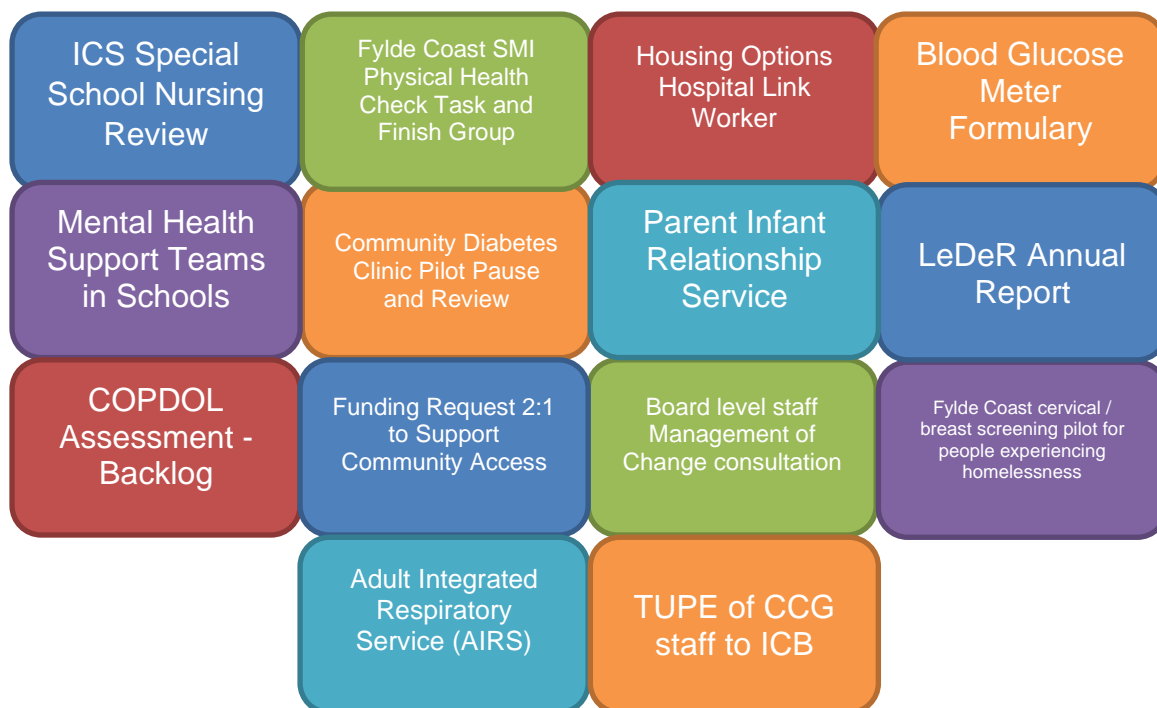 ICS Special
School Nursing
Review
Fylde Coast SMI
Physical Health
Check Task and
Finish Group
Housing Options
Hospital Link
Worker
Blood Glucose
Meter
Formulary
Mental Health
Support Teams
in Schools
Community Diabetes
Clinic Pilot Pause
and Review
Parent Infant
Relationship
Service
LeDeR Annual
Report
COPDOL
Assessment -
Backlog
Funding Request 2:1
to Support
Community Access
Board level staff
Management of
Change consultation
Fylde Coast cervical /
breast screening pilot for
people experiencing
homelessness
Adult Integrated
Respiratory
Service (AIRS)
TUPE of CCG
staff to ICB